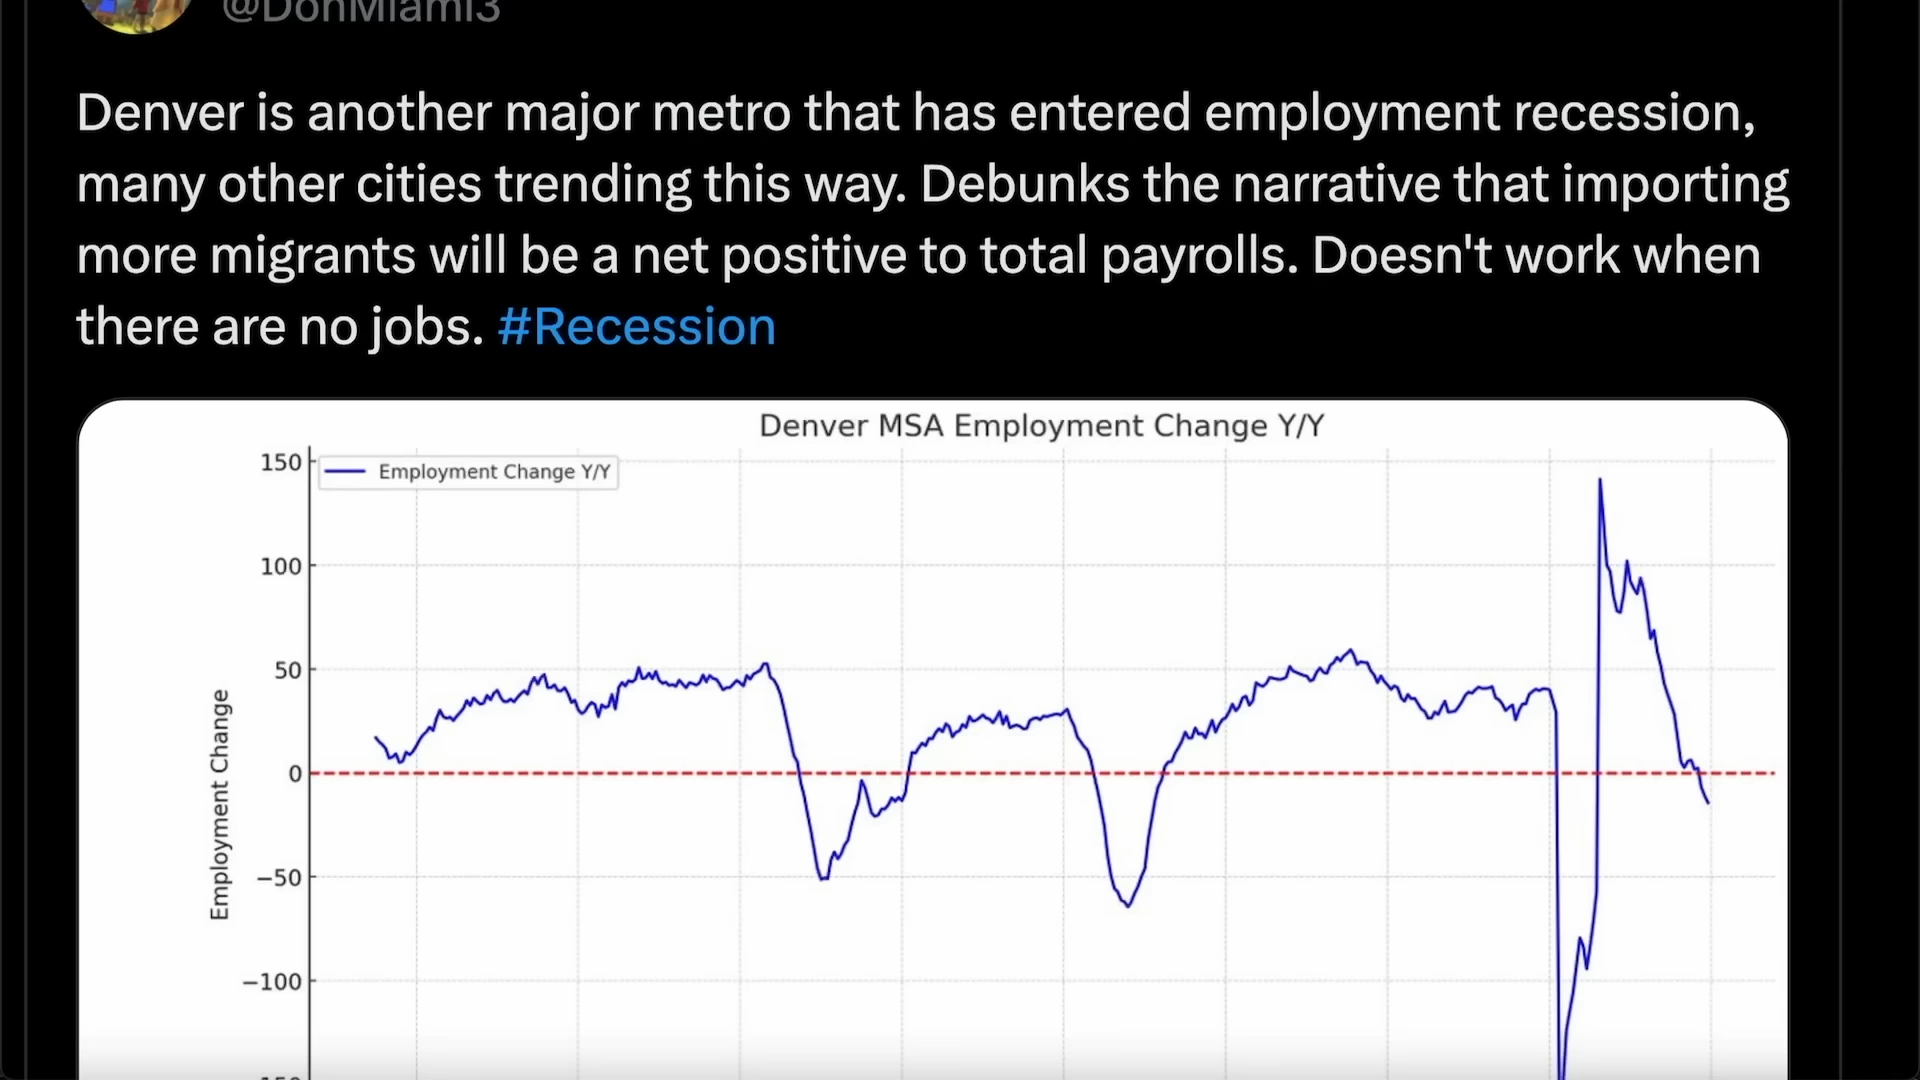 @DonMiami3
Denver is another major metro that has entered employment recession,
many other cities trending this way. Debunks the narrative that importing
more migrants will be a net positive to total payrolls. Doesn't work when
there are no jobs. #Recession
Denver MSA Employment Change Y/Y
Employment Change Y/Y
150
100
50
0
−50
−100
Employment Change